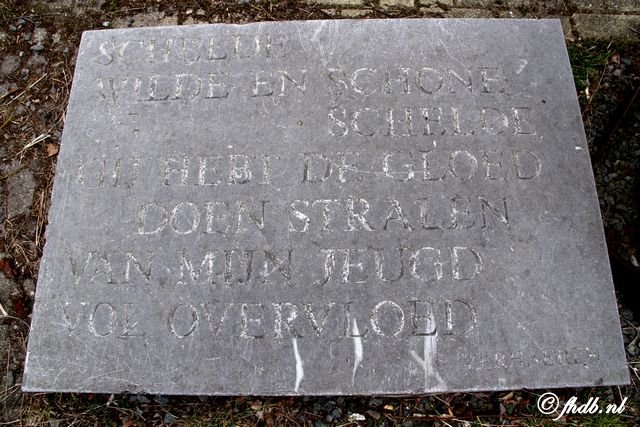 SCHELDE
WILDE EN SCHONE
SCHELDE
GIJ HEBT DE GLOED
DOEN STRALEN
VAN MIJN JEUGD
VOL OVERVLOED
VERHAEREN
© fhdb.nl